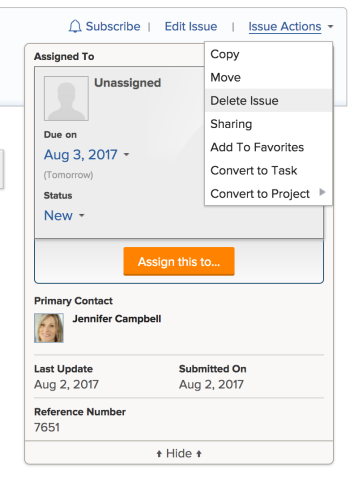 Subscribe | Edit Issue | Issue Actions
Copy
Move
Delete Issue
Sharing
Add To Favorites
Convert to Task
Convert to Project
Assigned To
Unassigned
Due on
Aug 3, 2017
(Tomorrow)
Status
New
Assign this to...
Primary Contact
Jennifer Campbell
Last Update Submitted On
Aug 2, 2017 Aug 2, 2017
Reference Number
7651
Hide